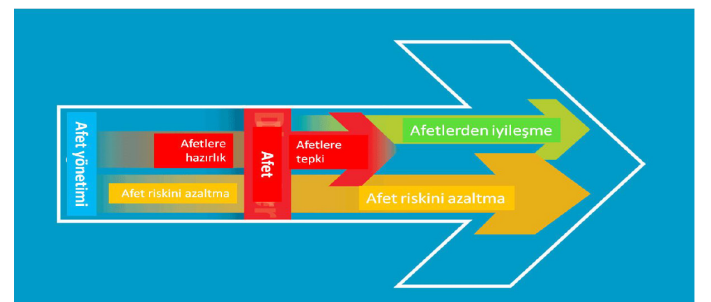 Afet yönetimi
Afetlere
hazırlık
Afet
Afetlere
tepki
Afetlerden iyileşme
Afet riskini azaltma
Afet riskini azaltma